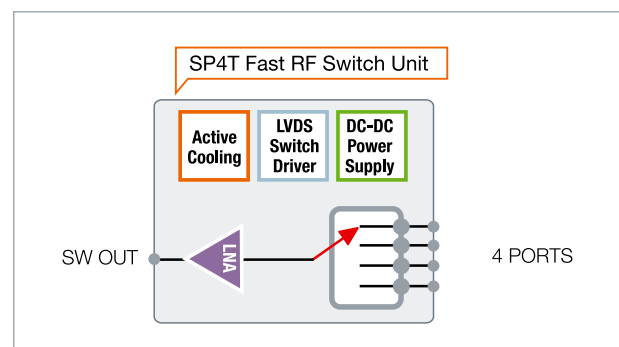 SP4T Fast RF Switch Unit
Active
Cooling
LVDS
Switch
Driver
DC-DC
Power
Supply
SW OUT
LNA
4 PORTS